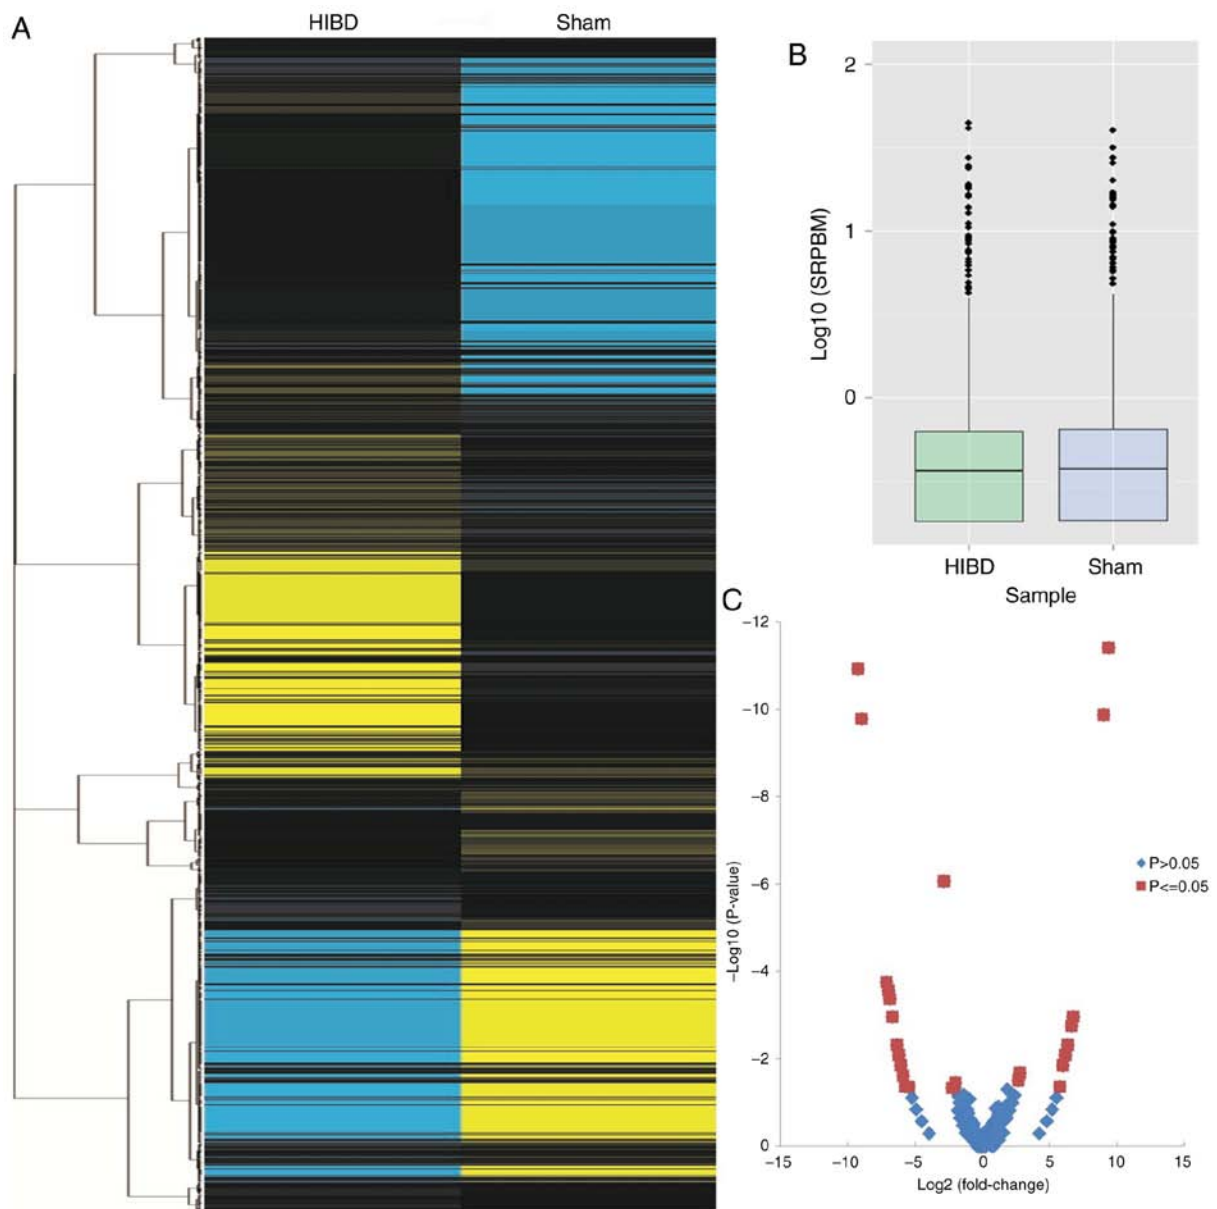 A
HIBD
Sham
B
2
1
0
Log10 (SRPBM)
HIBD
Sham
Sample
C
−12
−10
−8
−6
−4
−2
0
−Log10 (P-value)
P>0.05
P<=0.05
−15
−10
−5
0
5
10
15
Log2 (fold-change)